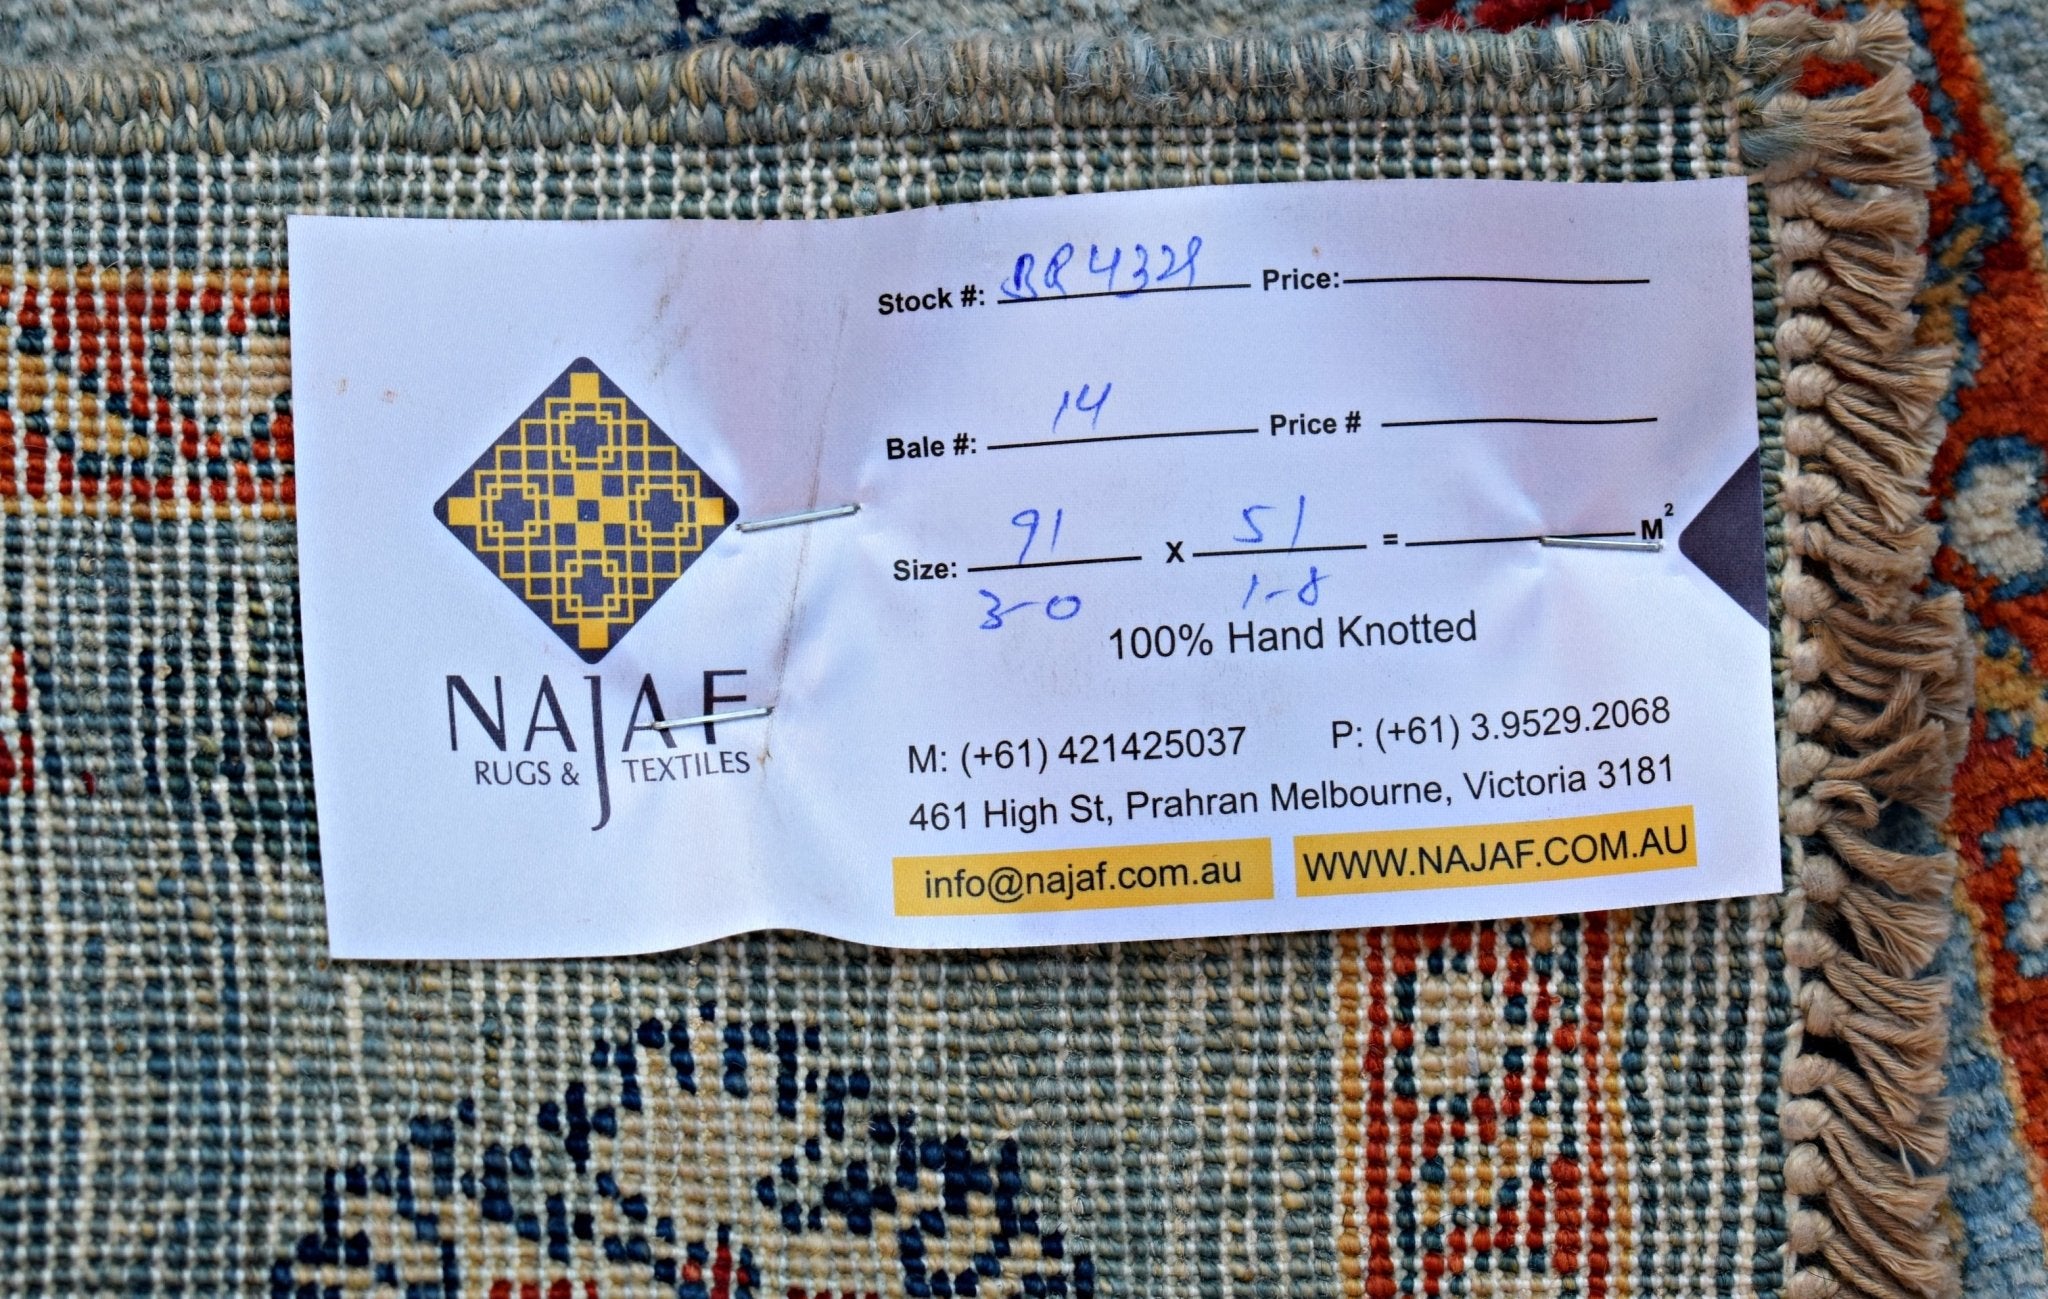 NAJAF
RUGS & TEXTILES
Stock #: BR4329 Price:
Bale #: 14 Price #
Size: 91 X 51 = M²
3-0 1-8
100% Hand Knotted
M: (+61) 421425037 P: (+61) 3.9529.2068
461 High St, Prahran Melbourne, Victoria 3181
info@najaf.com.au WWW.NAJAF.COM.AU